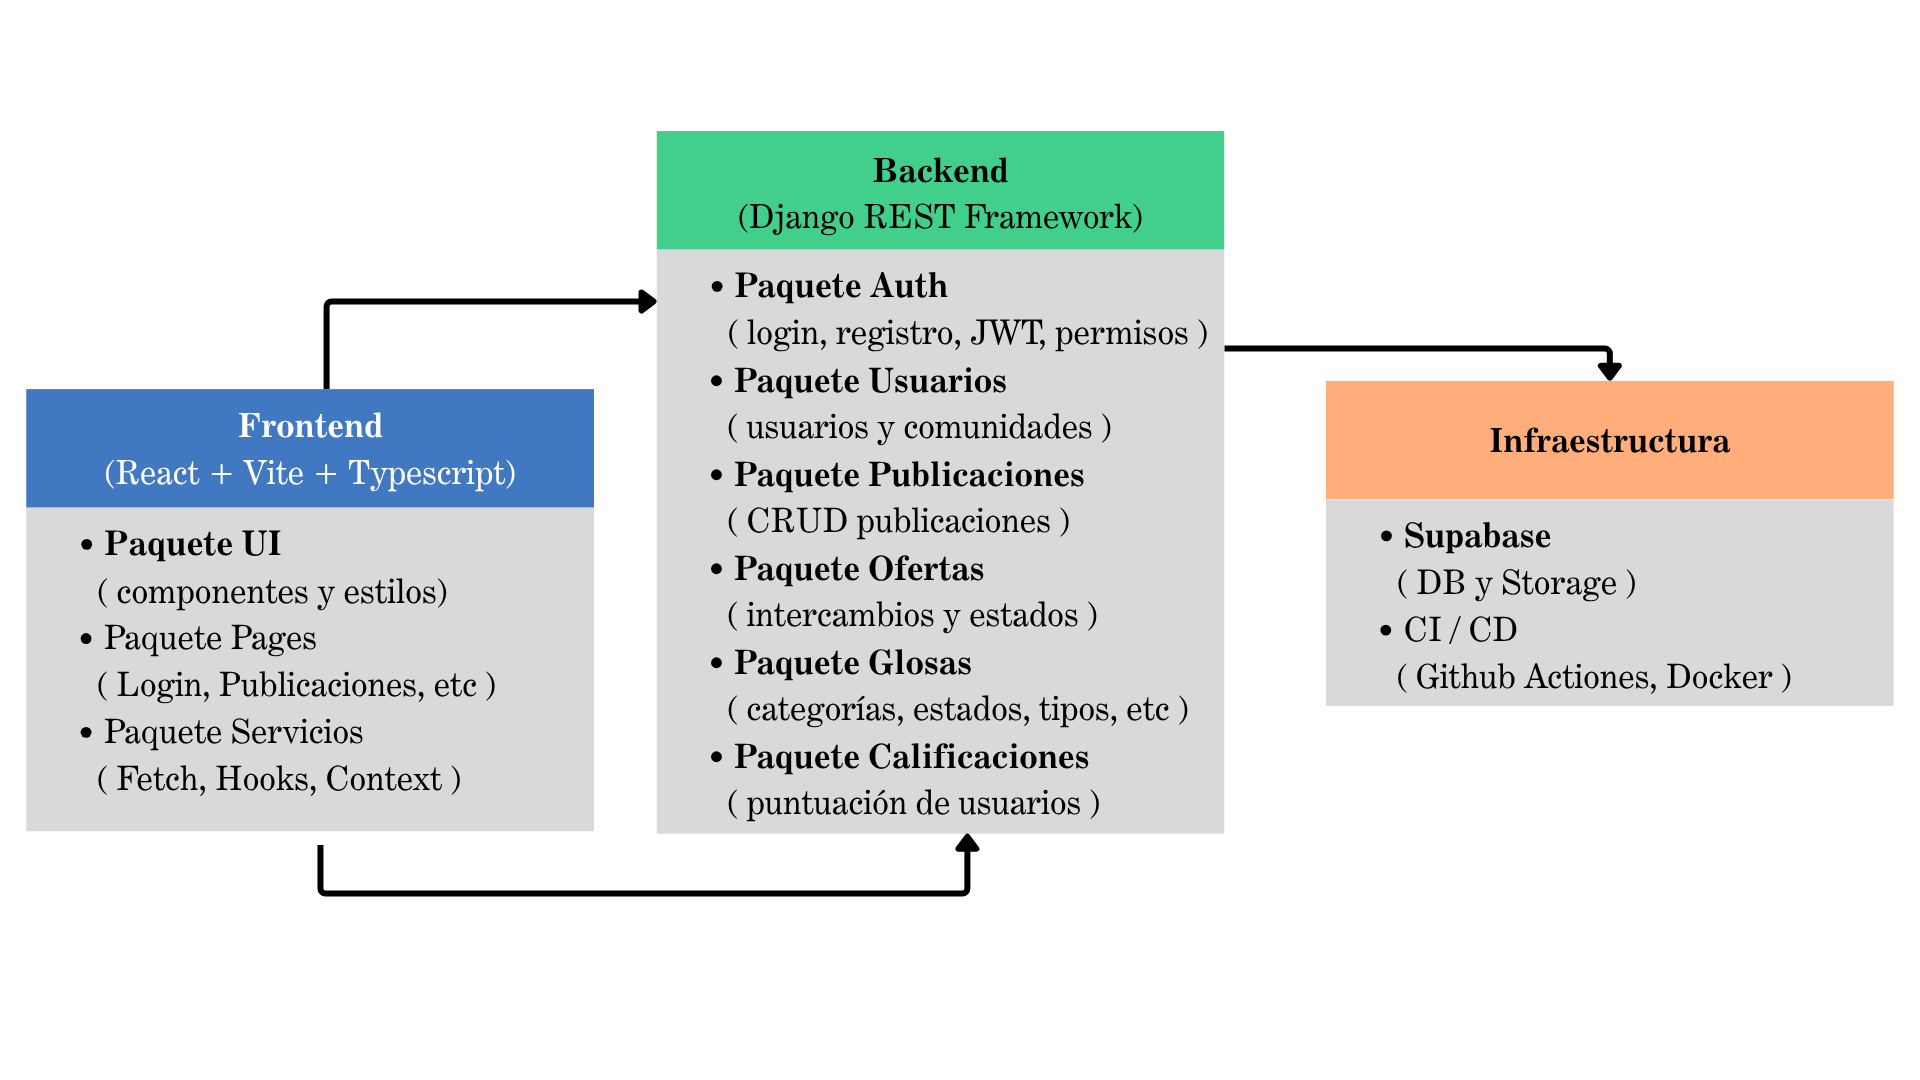 Frontend
(React + Vite + Typescript)
• Paquete UI
( componentes y estilos)
• Paquete Pages
( Login, Publicaciones, etc )
• Paquete Servicios
( Fetch, Hooks, Context )
Backend
(Django REST Framework)
• Paquete Auth
( login, registro, JWT, permisos )
• Paquete Usuarios
( usuarios y comunidades )
• Paquete Publicaciones
( CRUD publicaciones )
• Paquete Ofertas
( intercambios y estados )
• Paquete Glosas
( categorías, estados, tipos, etc )
• Paquete Calificaciones
( puntuación de usuarios )
Infraestructura
• Supabase
( DB y Storage )
• CI / CD
( Github Actiones, Docker )